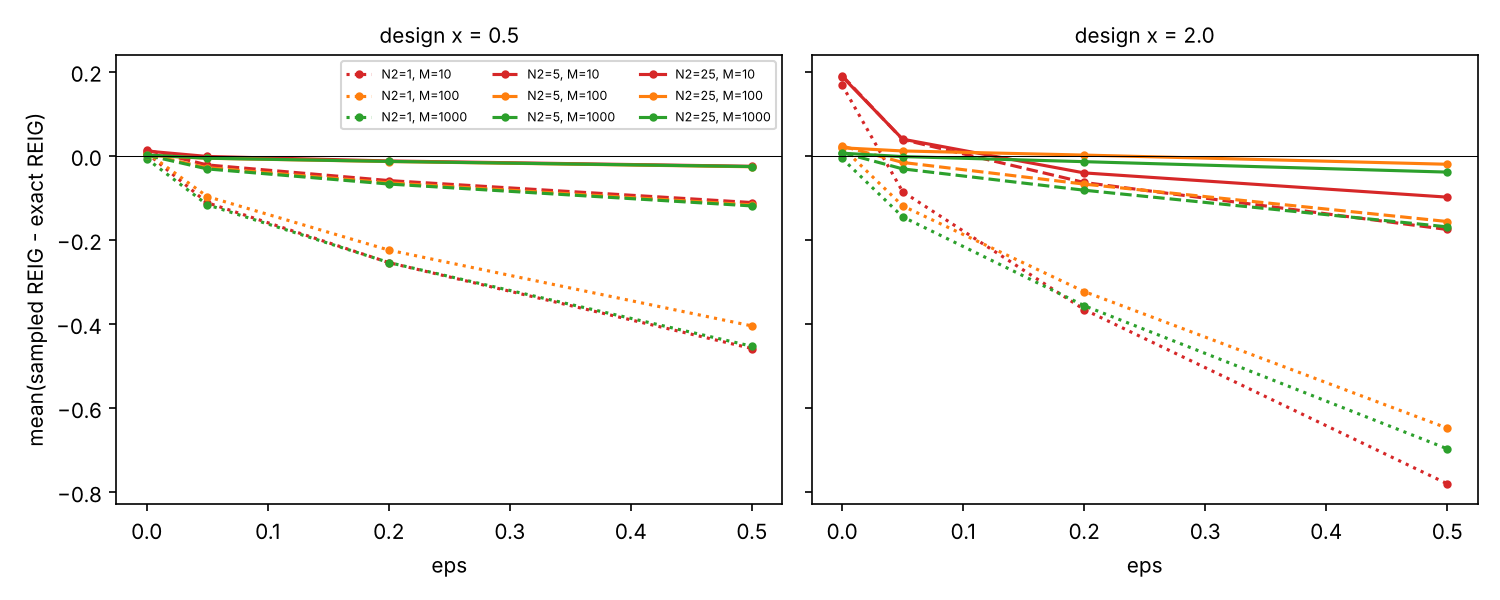 design x = 0.5
design x = 2.0
mean(sampled REIG - exact REIG)
0.2
0.0
−0.2
−0.4
−0.6
−0.8
N2=1, M=10 N2=5, M=10 N2=25, M=10
N2=1, M=100 N2=5, M=100 N2=25, M=100
N2=1, M=1000 N2=5, M=1000 N2=25, M=1000
0.0 0.1 0.2 0.3 0.4 0.5
eps
0.0 0.1 0.2 0.3 0.4 0.5
eps